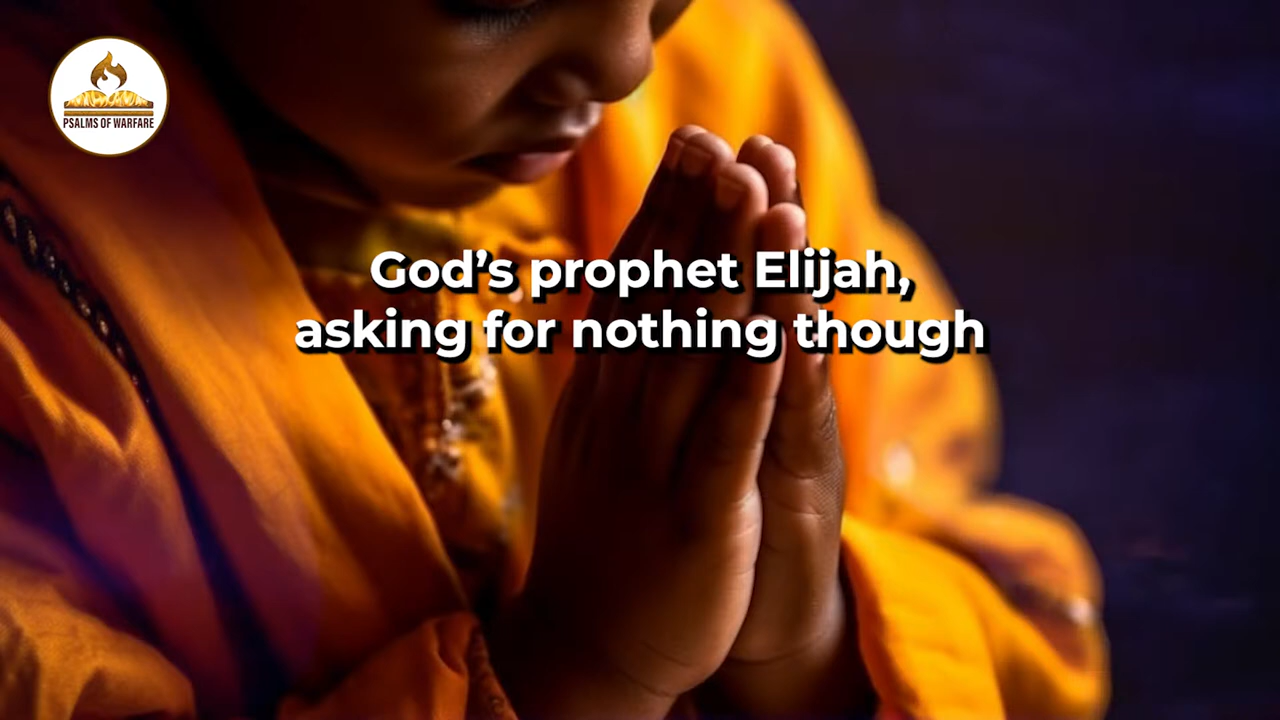 PSALMS OF WARFARE
God’s prophet Elijah,
asking for nothing though